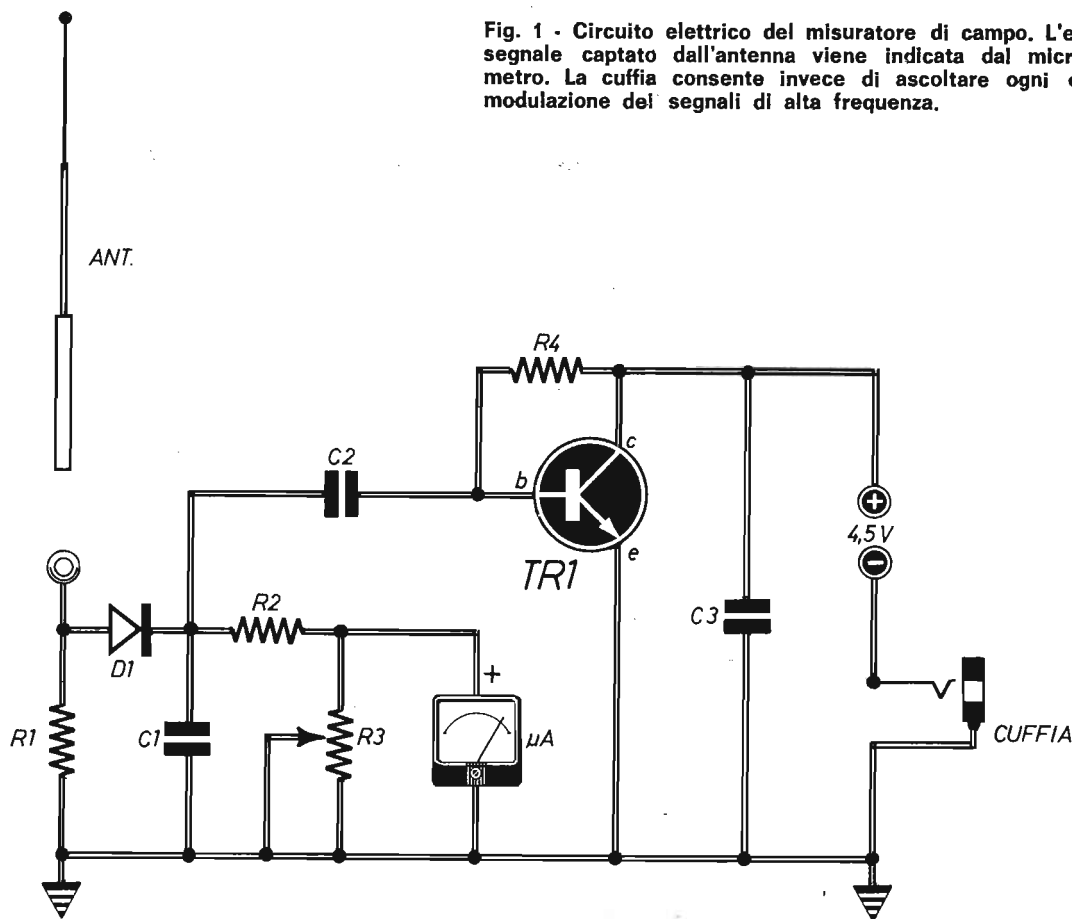 Fig. 1 - Circuito elettrico del misuratore di campo. L'e
segnale captato dall'antenna viene indicata dal micr
metro. La cuffia consente invece di ascoltare ogni
modulazione dei segnali di alta frequenza.
ANT.
R4
C2
b
c
e
TR1
+
4,5 V
−
R2
D1
C3
+
R1
C1
R3
µA
CUFFIA